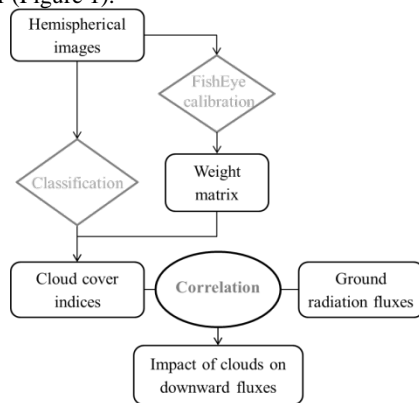 (Figure 1).
Hemispherical
images
FishEye
calibration
Classification
Weight
matrix
Cloud cover
indices
Correlation
Ground
radiation fluxes
Impact of clouds on
downward fluxes